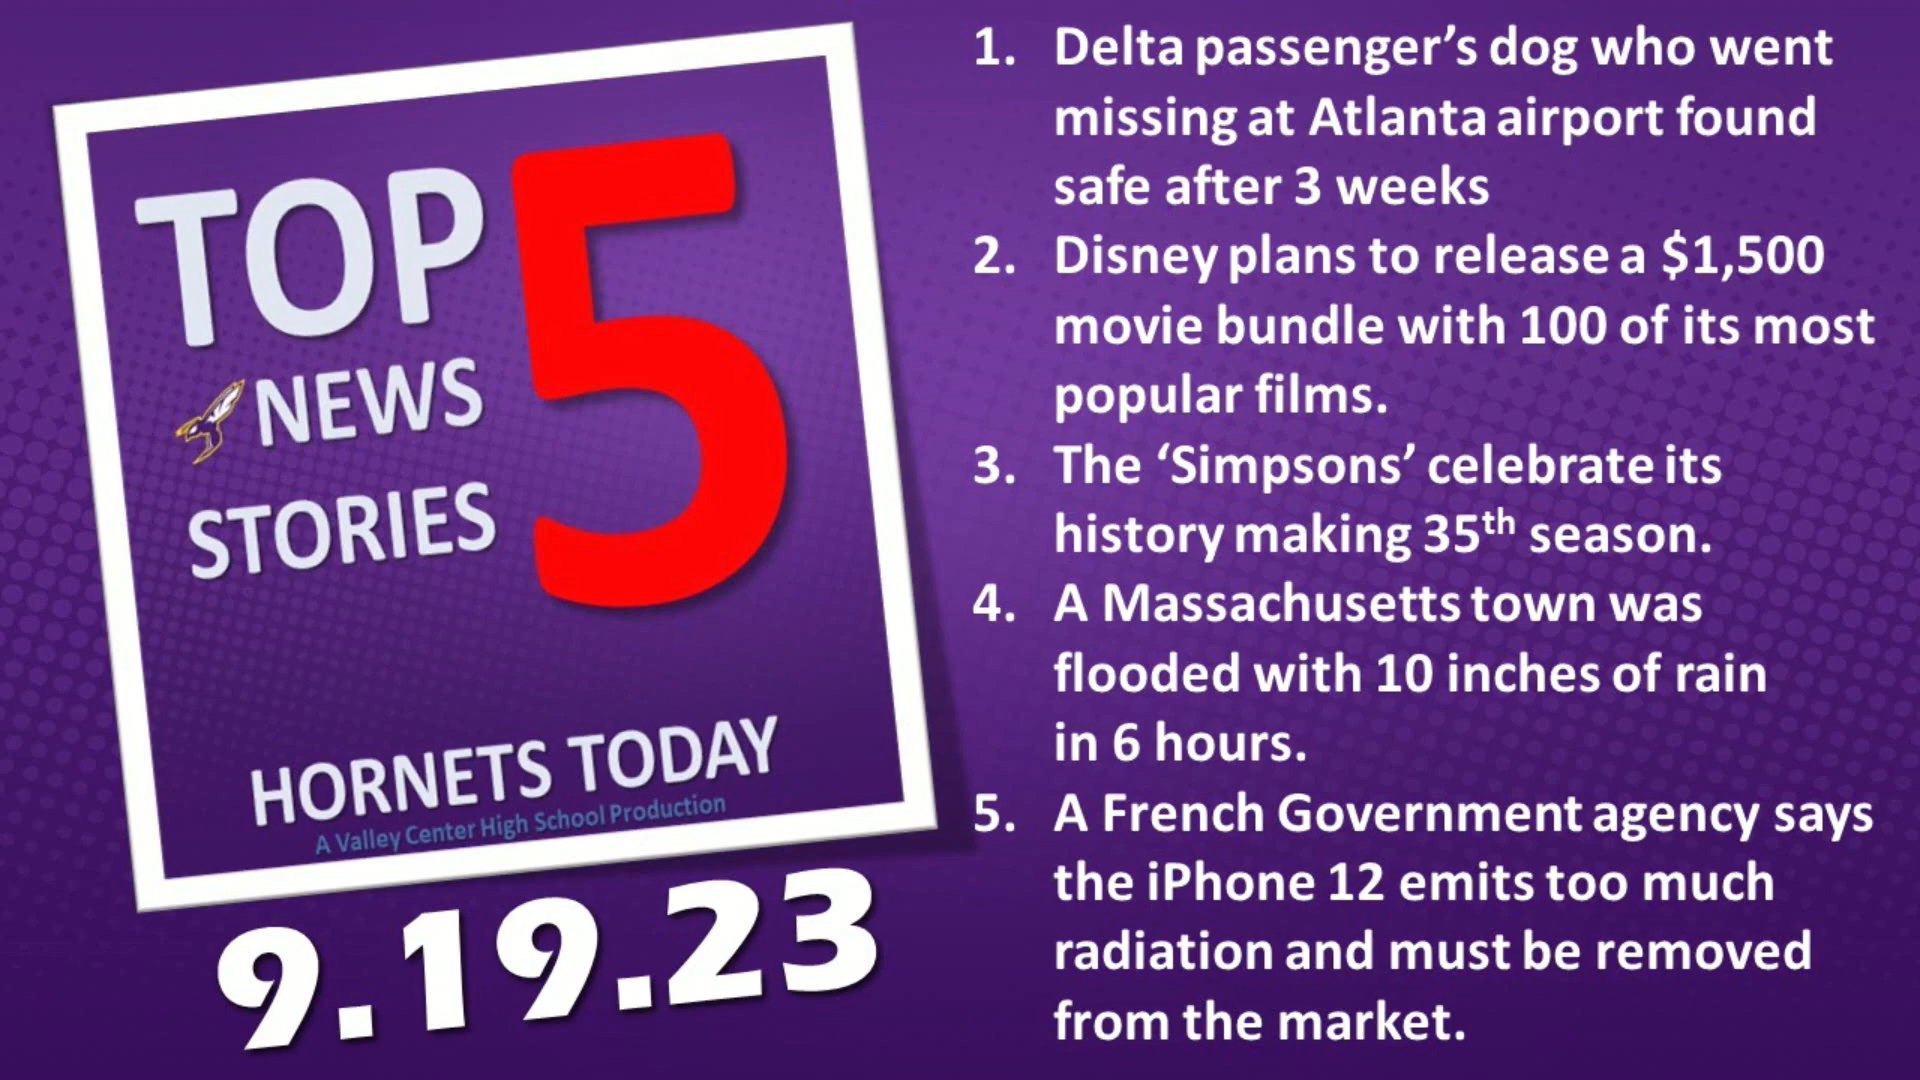 TOP 5
NEWS
STORIES
HORNETS TODAY
A Valley Center High School Production
9.19.23
1. Delta passenger’s dog who went
missing at Atlanta airport found
safe after 3 weeks
2. Disney plans to release a $1,500
movie bundle with 100 of its most
popular films.
3. The ‘Simpsons’ celebrate its
history making 35th season.
4. A Massachusetts town was
flooded with 10 inches of rain
in 6 hours.
5. A French Government agency says
the iPhone 12 emits too much
radiation and must be removed
from the market.